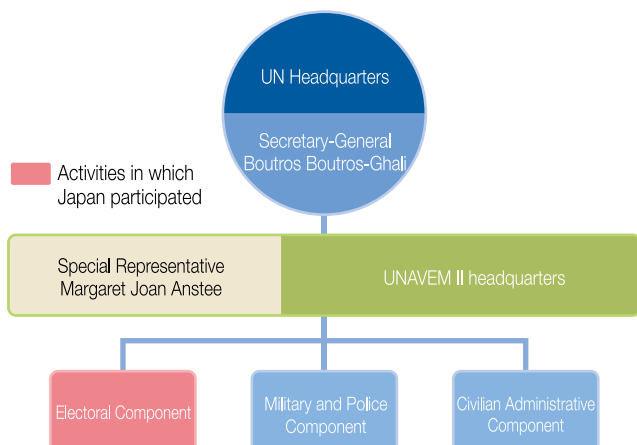 UN Headquarters
Secretary-General
Boutros Boutros-Ghali
Activities in which
Japan participated
Special Representative
Margaret Joan Anstee
UNAVEM II headquarters
Electoral Component
Military and Police
Component
Civilian Administrative
Component